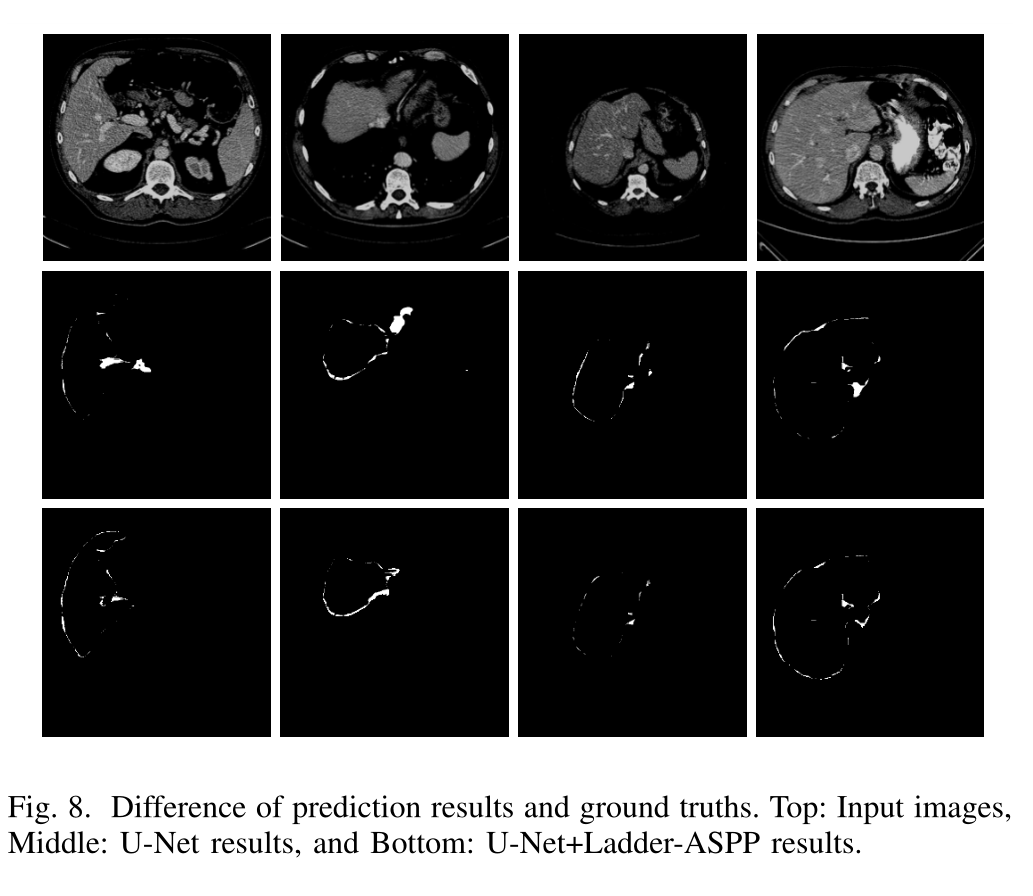 Fig. 8. Difference of prediction results and ground truths. Top: Input images,
Middle: U-Net results, and Bottom: U-Net+Ladder-ASPP results.